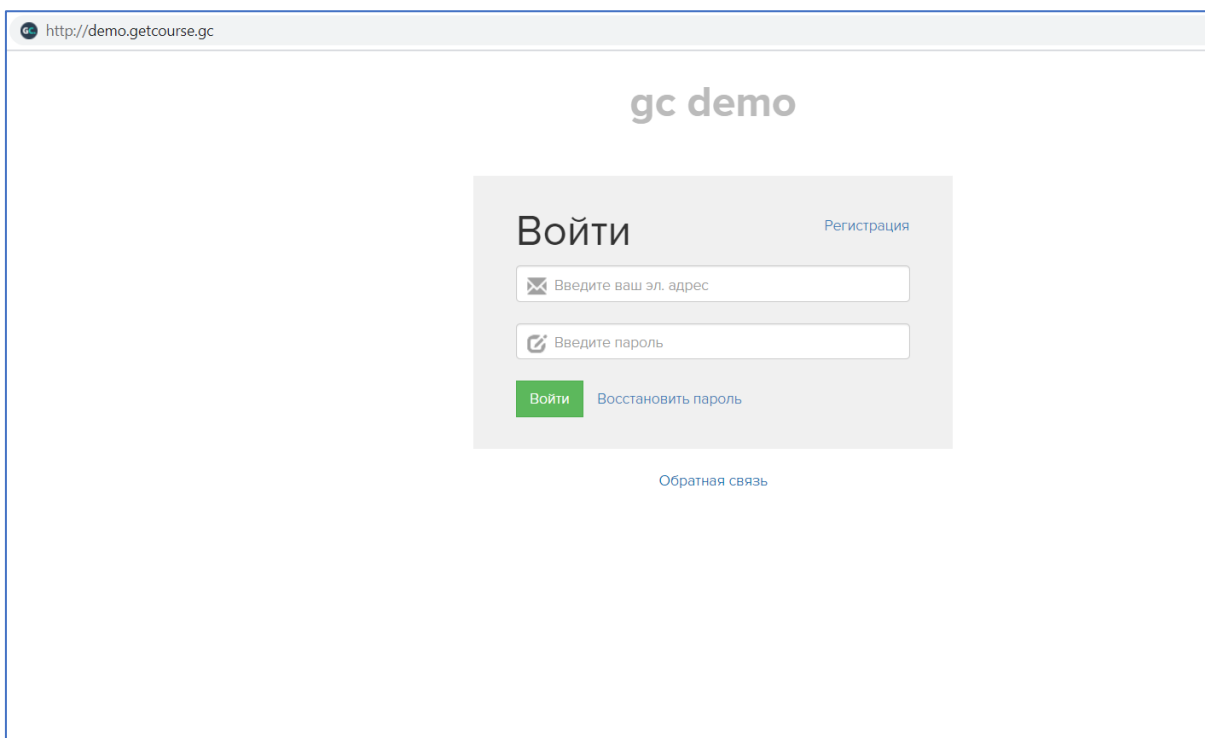 GC http://demo.getcourse.gc
gc demo
Войти
Регистрация
Введите ваш эл. адрес
Введите пароль
Войти Восстановить пароль
Обратная связь